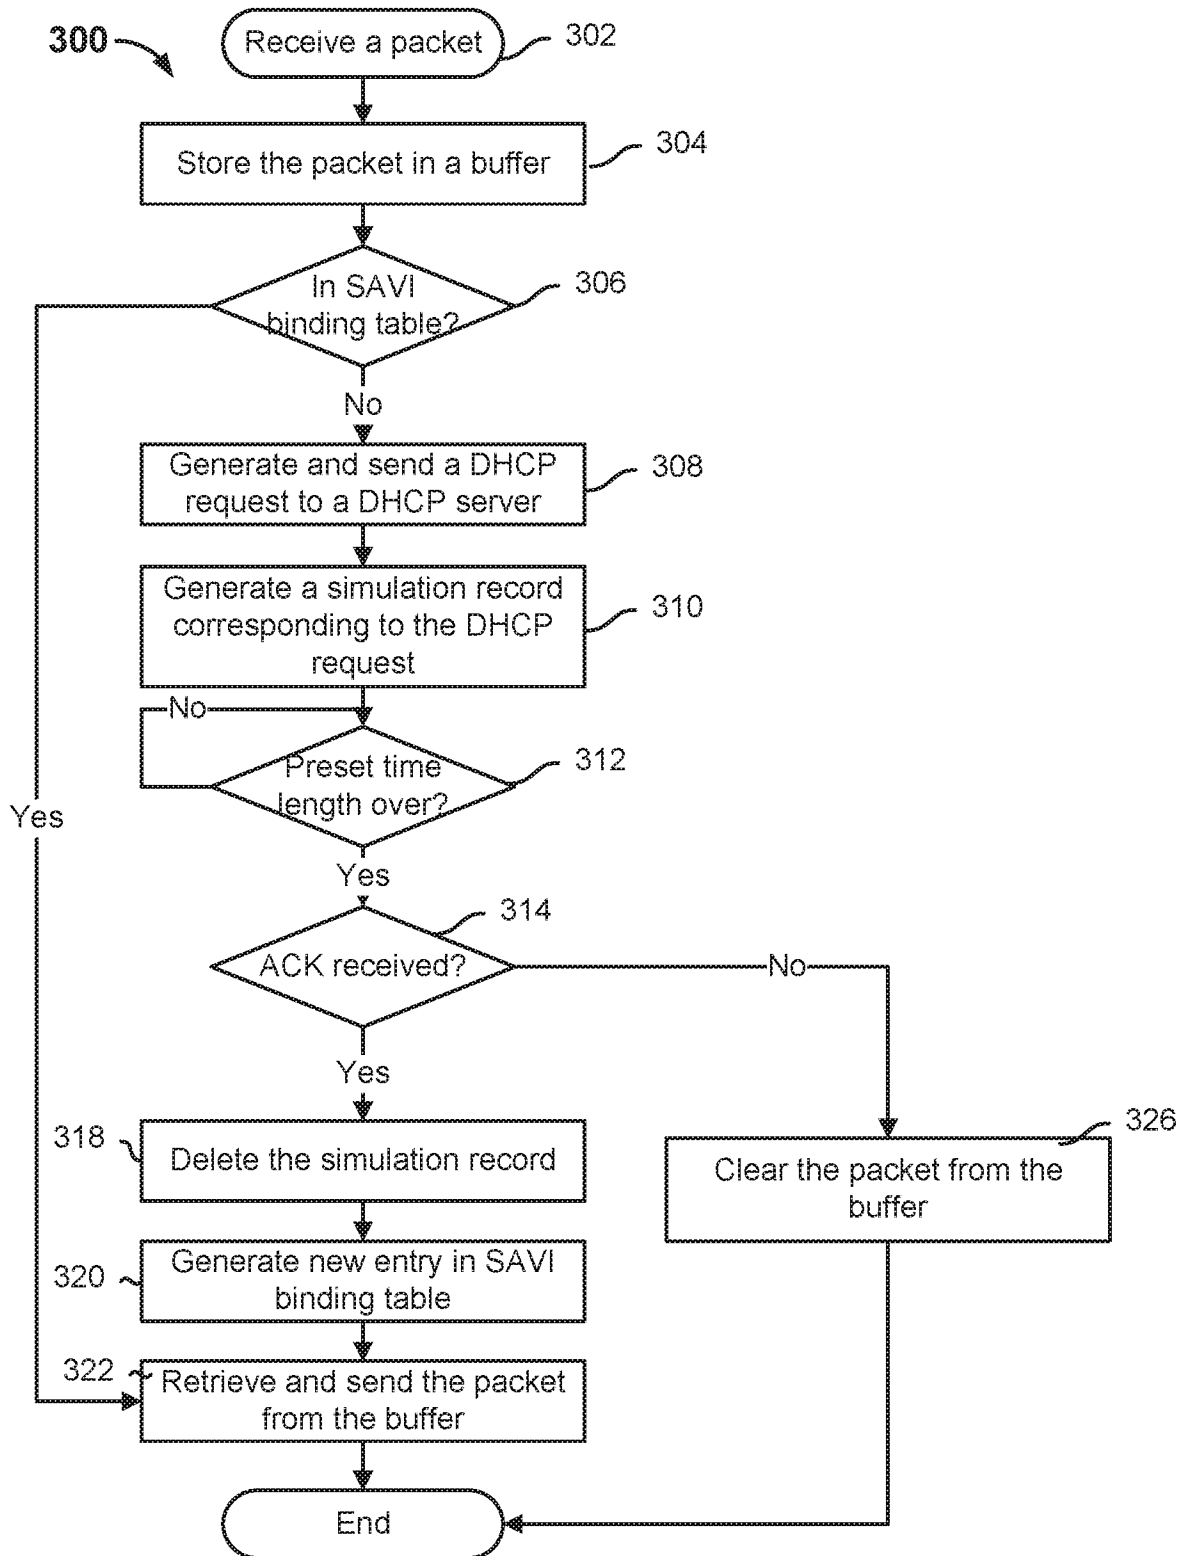 300
Receive a packet
302
Store the packet in a buffer
304
In SAVI
binding table?
306
No
Generate and send a DHCP
request to a DHCP server
308
Generate a simulation record
corresponding to the DHCP
request
310
No
Preset time
length over?
312
Yes
Yes
314
ACK received?
No
Yes
318
Delete the simulation record
326
Clear the packet from the
buffer
320
Generate new entry in SAVI
binding table
322
Retrieve and send the packet
from the buffer
End